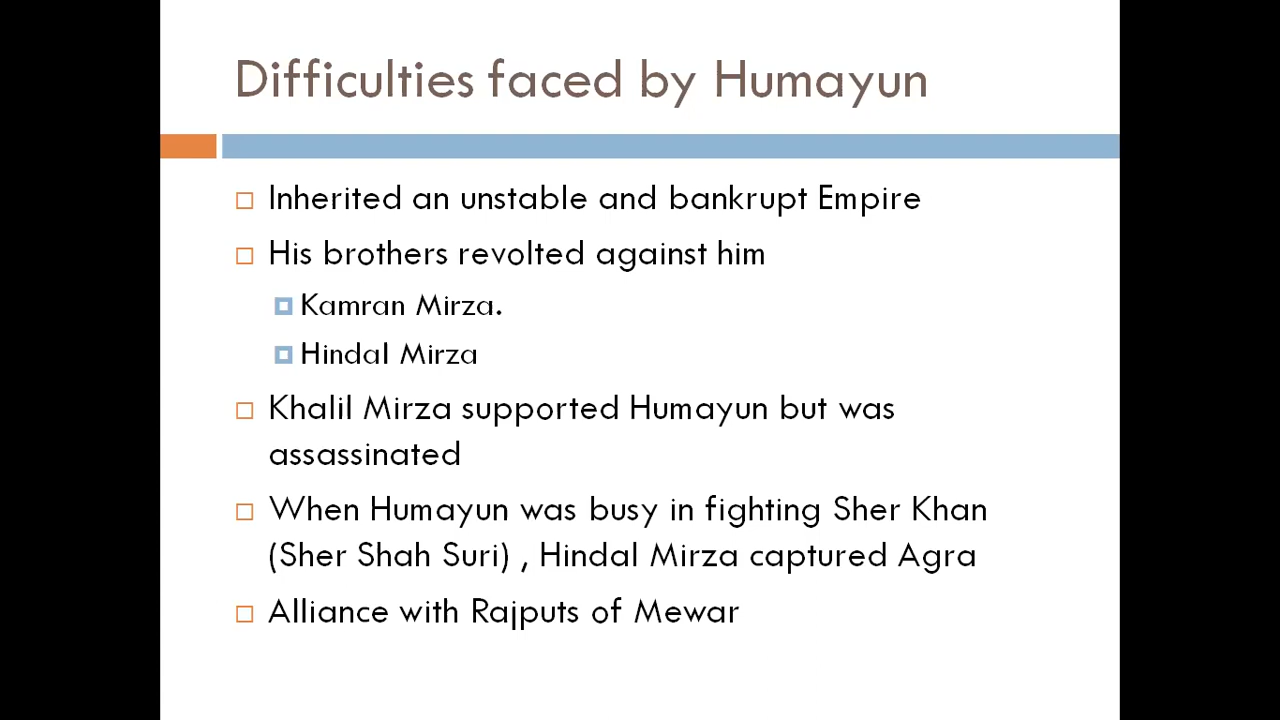 Difficulties faced by Humayun
Inherited an unstable and bankrupt Empire
His brothers revolted against him
Kamran Mirza.
Hindal Mirza
Khalil Mirza supported Humayun but was
assassinated
When Humayun was busy in fighting Sher Khan
(Sher Shah Suri) , Hindal Mirza captured Agra
Alliance with Rajputs of Mewar